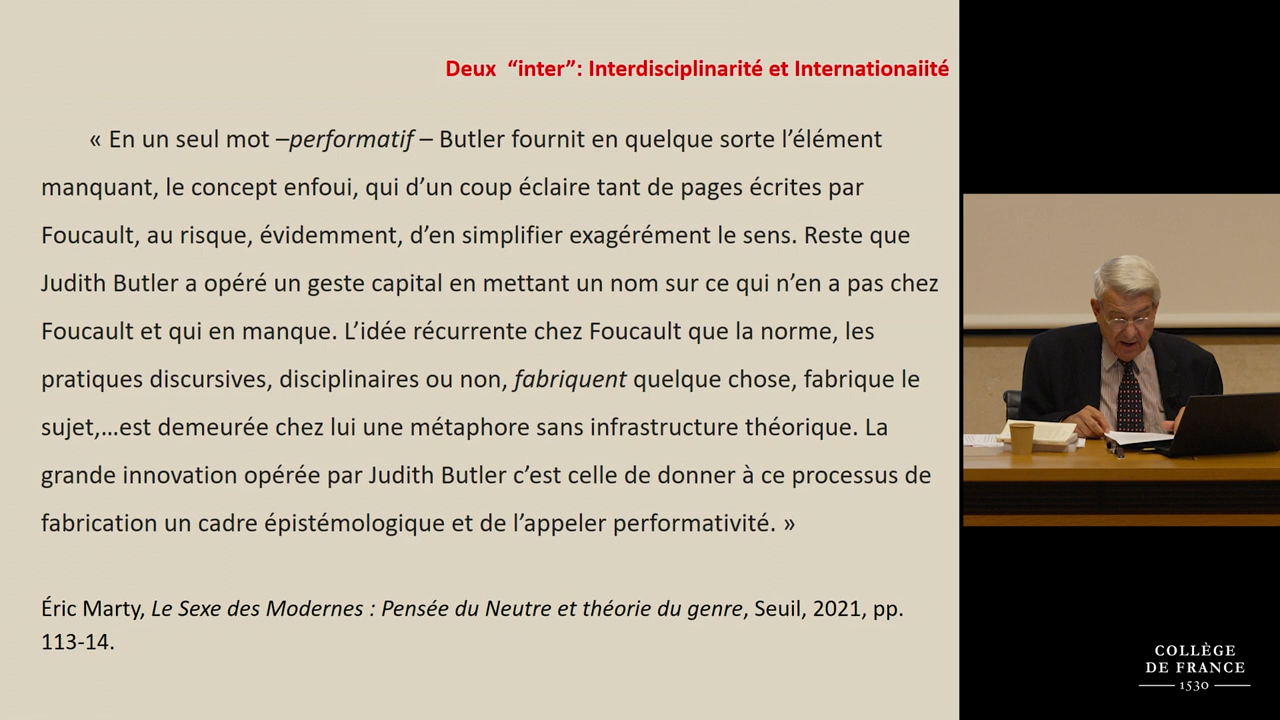 Deux “inter”: Interdisciplinarité et Internationaiité
« En un seul mot –performatif – Butler fournit en quelque sorte l’élément
manquant, le concept enfoui, qui d’un coup éclaire tant de pages écrites par
Foucault, au risque, évidemment, d’en simplifier exagérément le sens. Reste que
Judith Butler a opéré un geste capital en mettant un nom sur ce qui n’en a pas chez
Foucault et qui en manque. L’idée récurrente chez Foucault que la norme, les
pratiques discursives, disciplinaires ou non, fabriquent quelque chose, fabrique le
sujet,…est demeurée chez lui une métaphore sans infrastructure théorique. La
grande innovation opérée par Judith Butler c’est celle de donner à ce processus de
fabrication un cadre épistémologique et de l’appeler performativité. »
Éric Marty, Le Sexe des Modernes : Pensée du Neutre et théorie du genre, Seuil, 2021, pp.
113-14.
COLLÈGE
DE FRANCE
1530